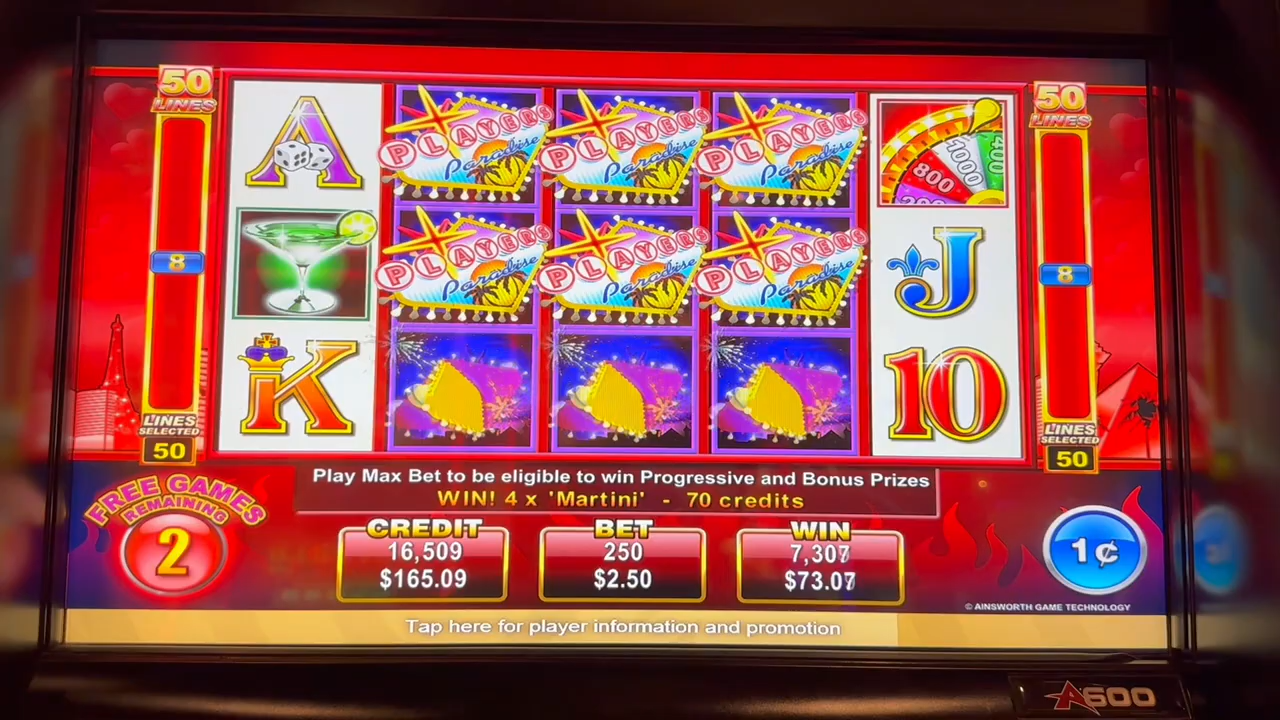 50
LINES
50
LINES
A
PLAYERS
Paradise
PLAYERS
Paradise
PLAYERS
Paradise
800
1000
400
PLAYERS
Paradise
PLAYERS
Paradise
PLAYERS
Paradise
J
8
8
K
10
LINES
SELECTED
50
LINES
SELECTED
50
Play Max Bet to be eligible to win Progressive and Bonus Prizes
WIN! 4 x 'Martini' - 70 credits
FREE GAMES
REMAINING
2
CREDIT
16,509
$165.09
BET
250
$2.50
WIN
7,307
$73.07
1¢
© AINSWORTH GAME TECHNOLOGY
Tap here for player information and promotion
A600